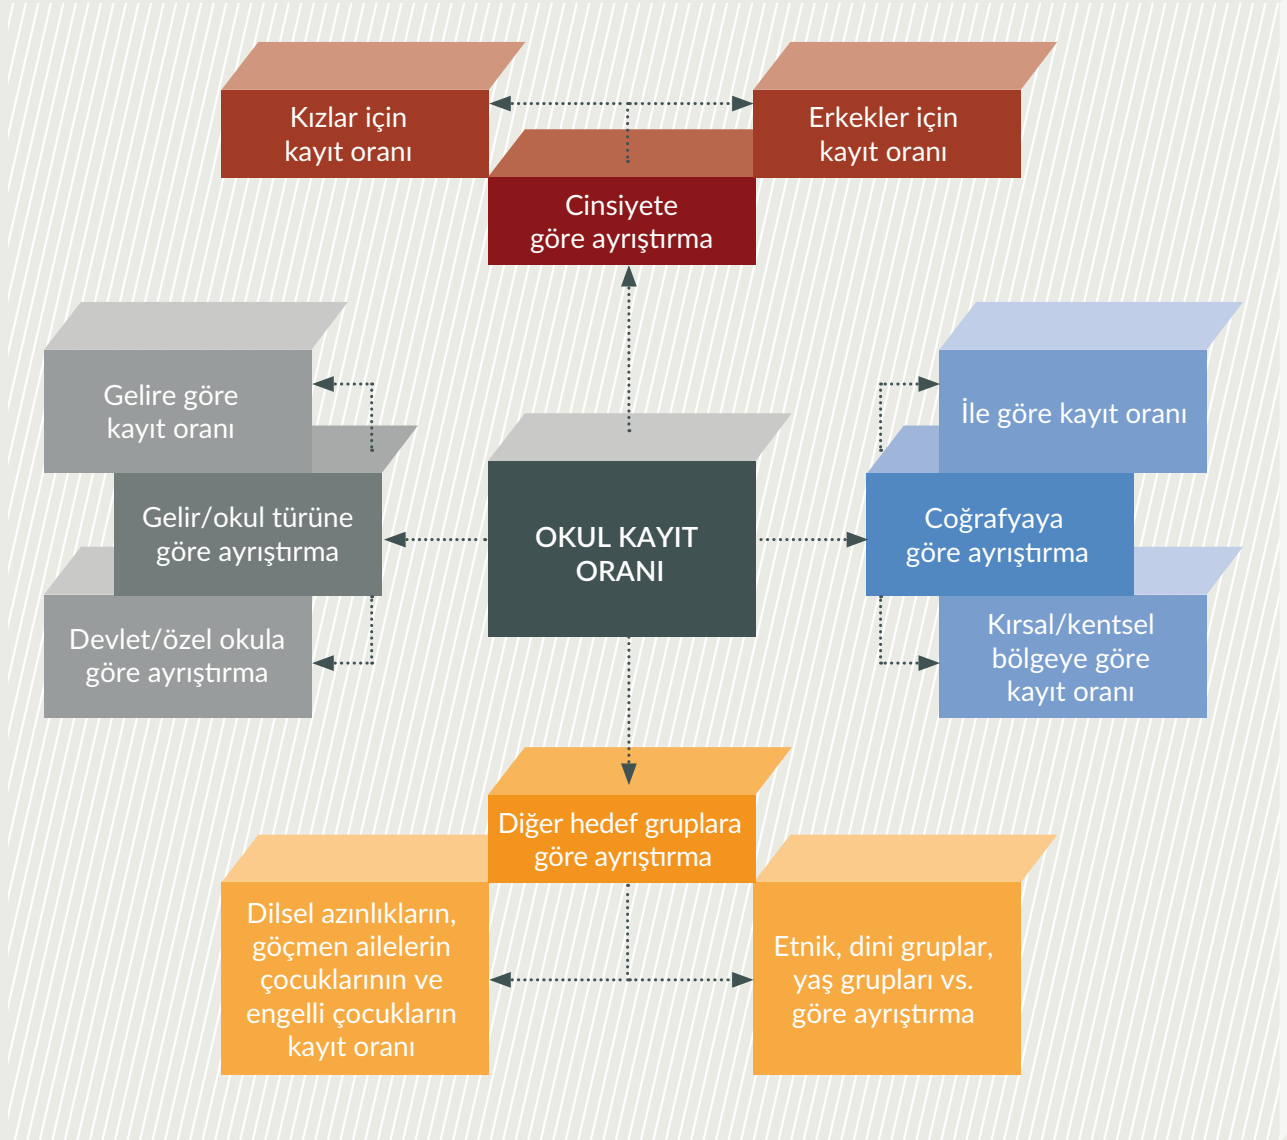 Kızlar için
kayıt oranı
Erkekler için
kayıt oranı
Cinsiyete
göre ayrıştırma
Gelire göre
kayıt oranı
İle göre kayıt oranı
Gelir/okul türüne
göre ayrıştırma
OKUL KAYIT
ORANI
Coğrafyaya
göre ayrıştırma
Devlet/özel okula
göre ayrıştırma
Kırsal/kentsel
bölgeye göre
kayıt oranı
Diğer hedef gruplara
göre ayrıştırma
Dilsel azınlıkların,
göçmen ailelerin
çocuklarının ve
engelli çocukların
kayıt oranı
Etnik, dini gruplar,
yaş grupları vs.
göre ayrıştırma